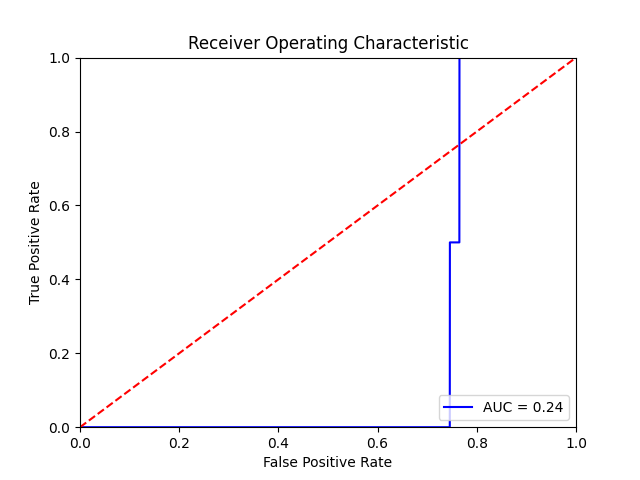 Receiver Operating Characteristic
1.0
0.8
0.6
0.4
0.2
0.0
True Positive Rate
AUC = 0.24
0.0 0.2 0.4 0.6 0.8 1.0
False Positive Rate